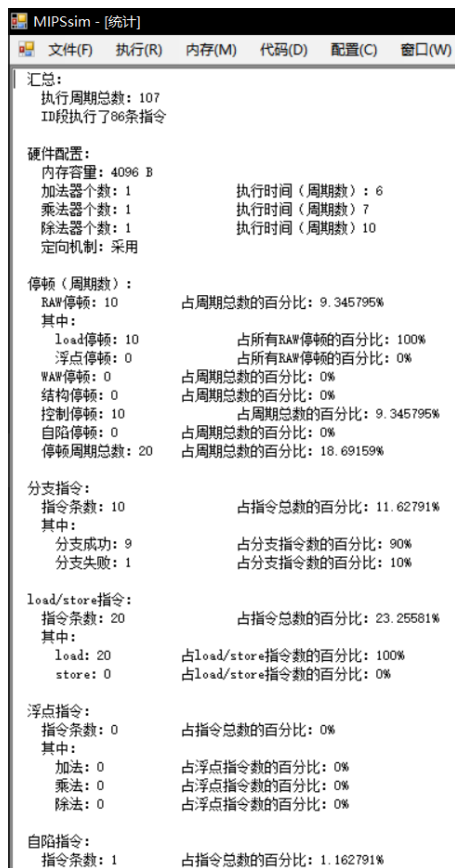 MIPSsim - [统计]
文件(F) 执行(R) 内存(M) 代码(D) 配置(C) 窗口(W)
汇总:
执行周期总数: 107
ID段执行了86条指令
硬件配置:
内存容量: 4096 B
加法器个数: 1 执行时间（周期数）: 6
乘法器个数: 1 执行时间（周期数）7
除法器个数: 1 执行时间（周期数）10
定向机制: 采用
停顿（周期数）:
RAW停顿: 10 占周期总数的百分比: 9.345795%
其中:
load停顿: 10 占所有RAW停顿的百分比: 100%
浮点停顿: 0 占所有RAW停顿的百分比: 0%
WAW停顿: 0 占周期总数的百分比: 0%
结构停顿: 0 占周期总数的百分比: 0%
控制停顿: 10 占周期总数的百分比: 9.345795%
自陷停顿: 0 占周期总数的百分比: 0%
停顿周期总数: 20 占周期总数的百分比: 18.69159%
分支指令:
指令条数: 10 占指令总数的百分比: 11.62791%
其中:
分支成功: 9 占分支指令数的百分比: 90%
分支失败: 1 占分支指令数的百分比: 10%
load/store指令:
指令条数: 20 占指令总数的百分比: 23.25581%
其中:
load: 20 占load/store指令数的百分比: 100%
store: 0 占load/store指令数的百分比: 0%
浮点指令:
指令条数: 0 占指令总数的百分比: 0%
其中:
加法: 0 占浮点指令数的百分比: 0%
乘法: 0 占浮点指令数的百分比: 0%
除法: 0 占浮点指令数的百分比: 0%
自陷指令:
指令条数: 1 占指令总数的百分比: 1.162791%